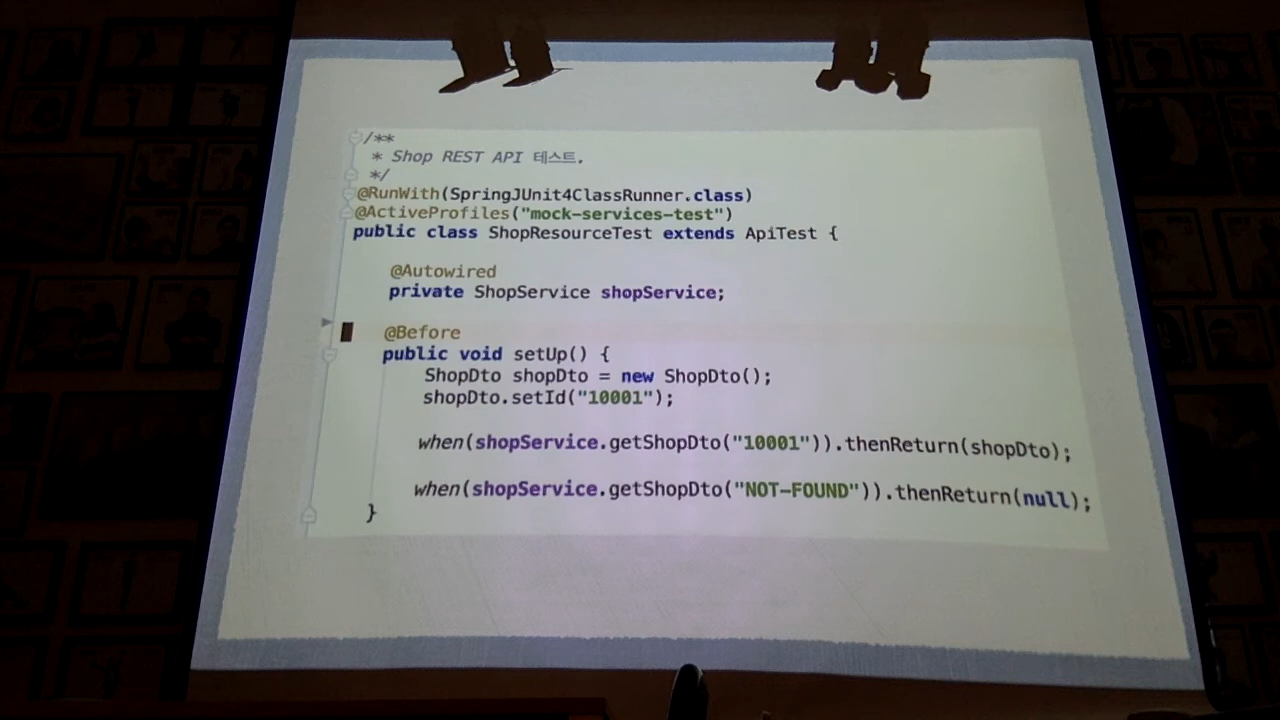 /**
* Shop REST API 테스트.
*/
@RunWith(SpringJUnit4ClassRunner.class)
@ActiveProfiles("mock-services-test")
public class ShopResourceTest extends ApiTest {
@Autowired
private ShopService shopService;
@Before
public void setUp() {
ShopDto shopDto = new ShopDto();
shopDto.setId("10001");
when(shopService.getShopDto("10001")).thenReturn(shopDto);
when(shopService.getShopDto("NOT-FOUND")).thenReturn(null);
}